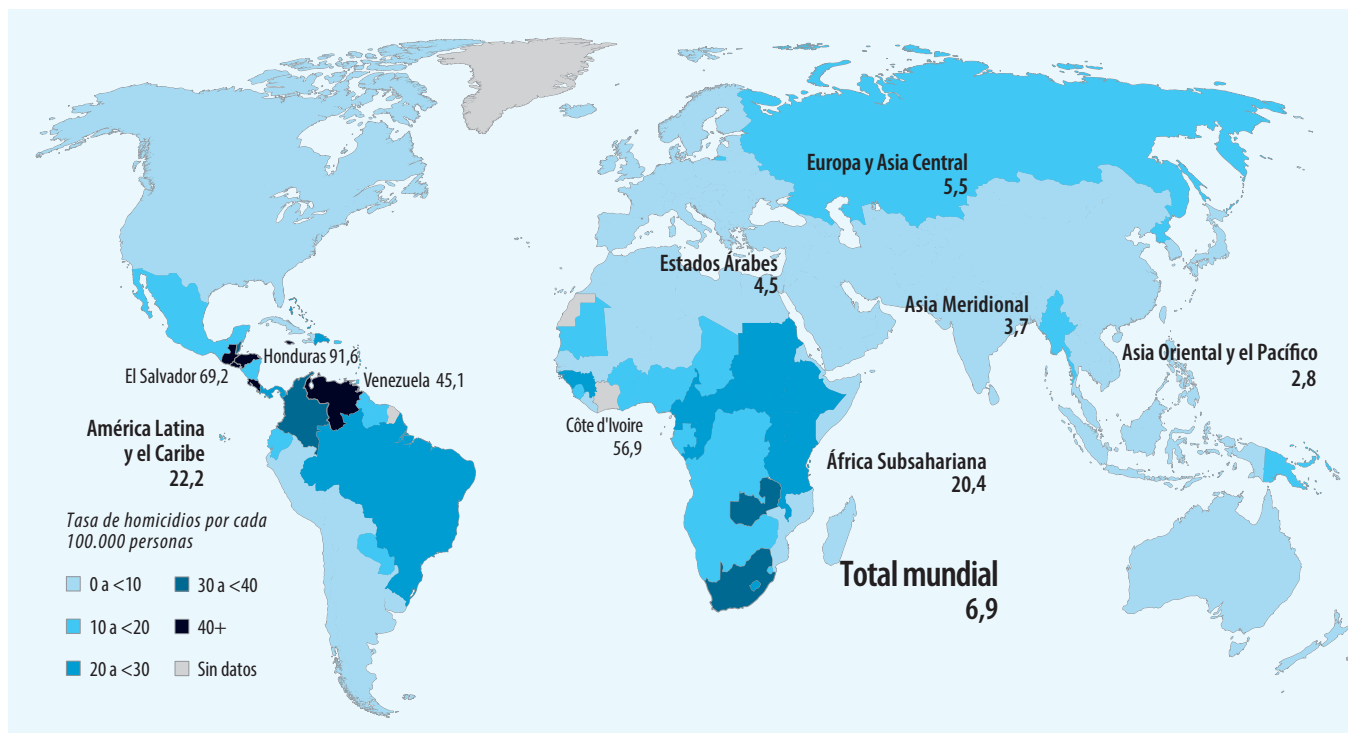 Europa y Asia Central
5,5
Estados Árabes
4,5
Asia Meridional
3,7
Asia Oriental y el Pacífico
2,8
Honduras 91,6
El Salvador 69,2
Venezuela 45,1
Côte d'Ivoire
56,9
América Latina
y el Caribe
22,2
África Subsahariana
20,4
Total mundial
6,9
Tasa de homicidios por cada
100.000 personas
0 a <10
10 a <20
20 a <30
30 a <40
40+
Sin datos